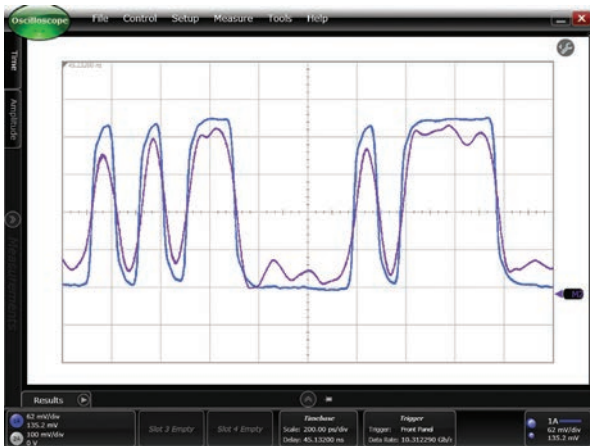 Oscilloscope File Control Setup Measure Tools Help
Time
Amplitude
Measurements
45.13200 ns
Results
62 mV/div
135.2 mV
100 mV/div
0 V
Slot 3 Empty
Slot 4 Empty
Timebase
Scale: 200.00 ps/div
Delay: 45.13200 ns
Trigger
Trigger: Front Panel
Data Rate: 10.312290 Gb/s
1A
62 mV/div
135.2 mV